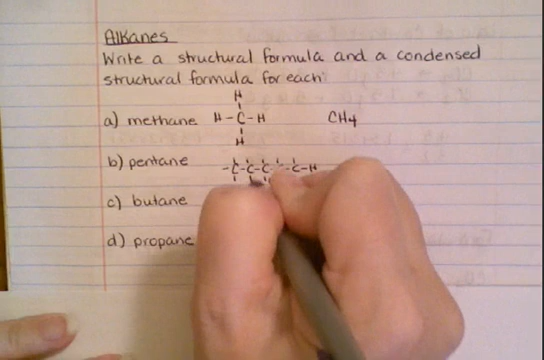 Alkanes
Write a structural formula and a condensed
structural formula for each:
H
a) methane H-C-H CH4
H
b) pentane -C-C-C-C-C-H
c) butane
d) propane